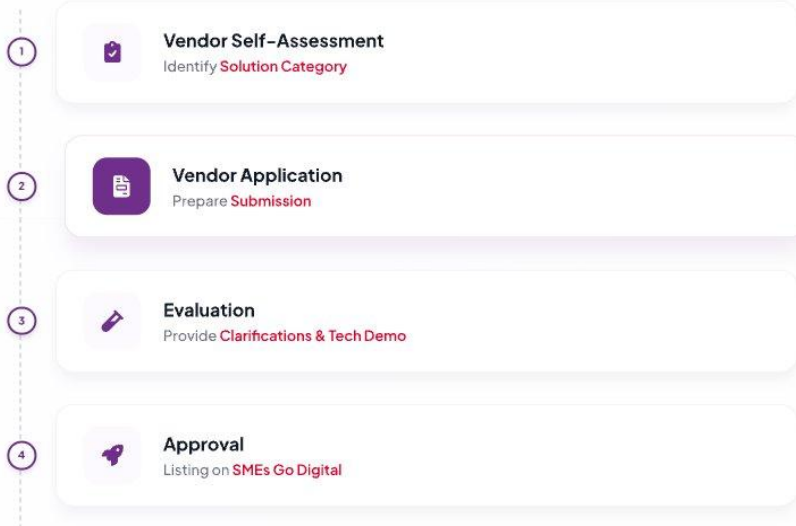 1
Vendor Self-Assessment
Identify Solution Category
2
Vendor Application
Prepare Submission
3
Evaluation
Provide Clarifications & Tech Demo
4
Approval
Listing on SMEs Go Digital